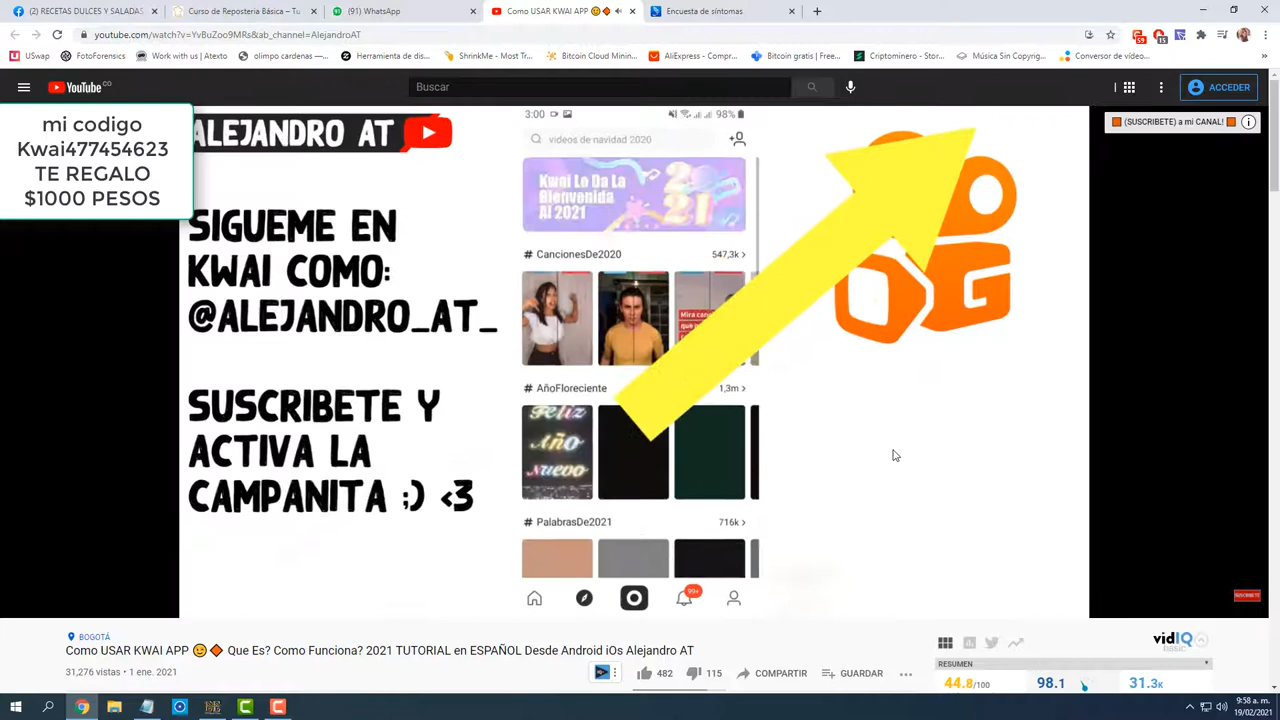 (2) RECETAS DULCES Y SALADAS
Curso de Repostería Básica – Tu
(91) WhatsApp
Como USAR KWAI APP
Encuesta de síntomas
youtube.com/watch?v=YvBuZoo9MRs&ab_channel=AlejandroAT
59
15
USwap
FotoForensics
Work with us | Atexto
olimpo cardenas —...
Herramienta de dis...
ShrinkMe - Most Tr...
Bitcoin Cloud Minin...
AliExpress - Compr...
Bitcoin gratis | Free...
Criptominer - Stor...
Música Sin Copyrig...
Conversor de vídeo...
YouTube CO
Buscar
ACCEDER
mi codigo
Kwai477454623
TE REGALO
$1000 PESOS
ALEJANDRO AT
(SUSCRIBETE) a mi CANAL!
SIGUEME EN
KWAI COMO:
@ALEJANDRO_AT_
SUSCRIBETE Y
ACTIVA LA
CAMPANITA ;) <3
3:00
98%
videos de navidad 2020
Kwai Le Da La
Bienvenida
Al 2021
# CancionesDe2020
547,3k >
Mira
# AñoFloreciente
1,3m >
Feliz
Año
Nuevo
# PalabrasDe2021
716k >
99+
G
SUSCRIBETE
BOGOTÁ
Como USAR KWAI APP 😉🔶 Que Es? Como Funciona? 2021 TUTORIAL en ESPAÑOL Desde Android iOs Alejandro AT
31,276 vistas • 1 ene. 2021
482
115
COMPARTIR
GUARDAR
vidIQ
BASIC
RESUMEN
44.8/100
98.1
31.3K
9:58 a. m.
19/02/2021